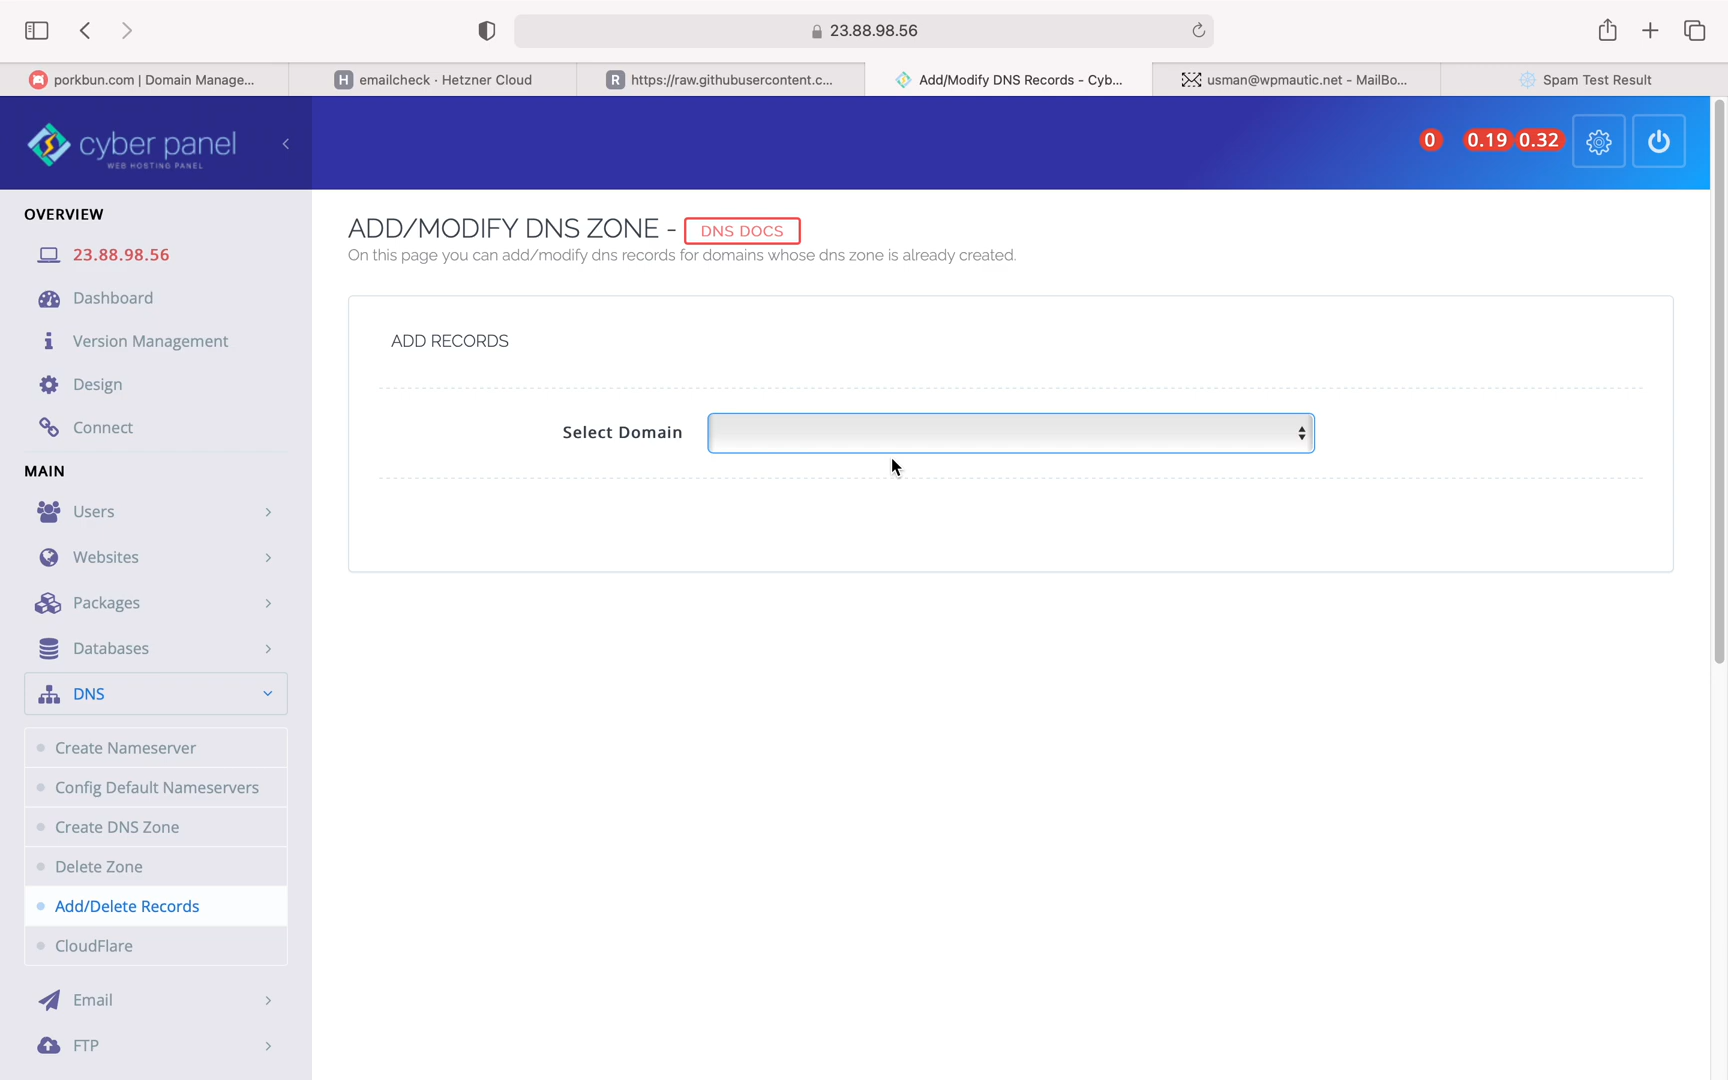 23.88.98.56
porkbun.com | Domain Manage...
H emailcheck · Hetzner Cloud
R https://raw.githubusercontent.c...
Add/Modify DNS Records - Cyb...
usman@wpmautic.net - MailBo...
Spam Test Result
cyber panel
WEB HOSTING PANEL
0 0.19 0.32
OVERVIEW
23.88.98.56
Dashboard
Version Management
Design
Connect
MAIN
Users
Websites
Packages
Databases
DNS
Create Nameserver
Config Default Nameservers
Create DNS Zone
Delete Zone
Add/Delete Records
CloudFlare
Email
FTP
ADD/MODIFY DNS ZONE - DNS DOCS
On this page you can add/modify dns records for domains whose dns zone is already created.
ADD RECORDS
Select Domain